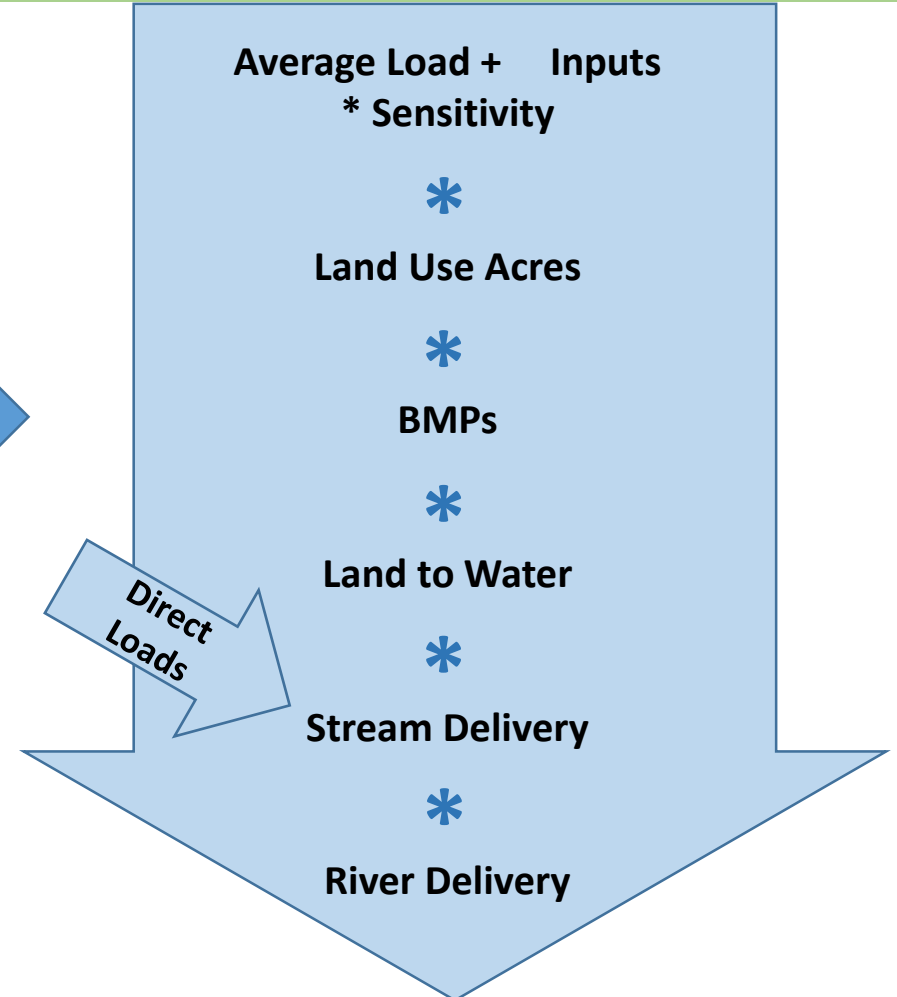 Average Load + Inputs
* Sensitivity
*
Land Use Acres
*
BMPs
*
Land to Water
*
Direct
Loads
Stream Delivery
*
River Delivery